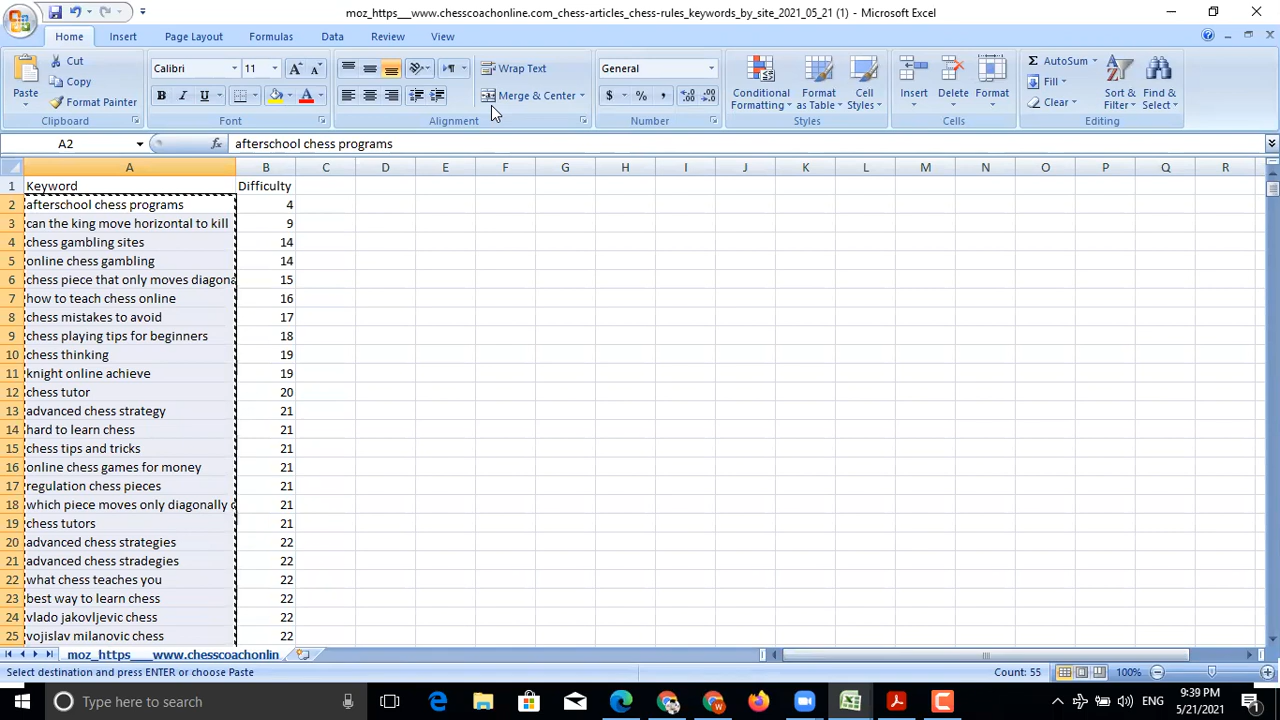 moz_https___www.chesscoachonline.com_chess-articles_chess-rules_keywords_by_site_2021_05_21 (1) - Microsoft Excel
Home Insert Page Layout Formulas Data Review View
Cut
Copy
Format Painter
Paste
Clipboard
Calibri 11
B I U
Font
Wrap Text
Merge & Center
Alignment
General
$ % ,
Number
Conditional Formatting
Format as Table
Cell Styles
Styles
Insert Delete Format
Cells
AutoSum
Fill
Clear
Sort & Filter
Find & Select
Editing
A2 fx afterschool chess programs
A B C D E F G H I J K L M N O P Q R
1 Keyword Difficulty
2 afterschool chess programs 4
3 can the king move horizontal to kill 9
4 chess gambling sites 14
5 online chess gambling 14
6 chess piece that only moves diagona 15
7 how to teach chess online 16
8 chess mistakes to avoid 17
9 chess playing tips for beginners 18
10 chess thinking 19
11 knight online achieve 19
12 chess tutor 20
13 advanced chess strategy 21
14 hard to learn chess 21
15 chess tips and tricks 21
16 online chess games for money 21
17 regulation chess pieces 21
18 which piece moves only diagonally 21
19 chess tutors 21
20 advanced chess strategies 22
21 advanced chess stradegies 22
22 what chess teaches you 22
23 best way to learn chess 22
24 vlado jakovljevic chess 22
25 vojislav milanovic chess 22
moz_https___www.chesscoachonlin
Select destination and press ENTER or choose Paste Count: 55 100%
Type here to search
ENG
9:39 PM
5/21/2021
1